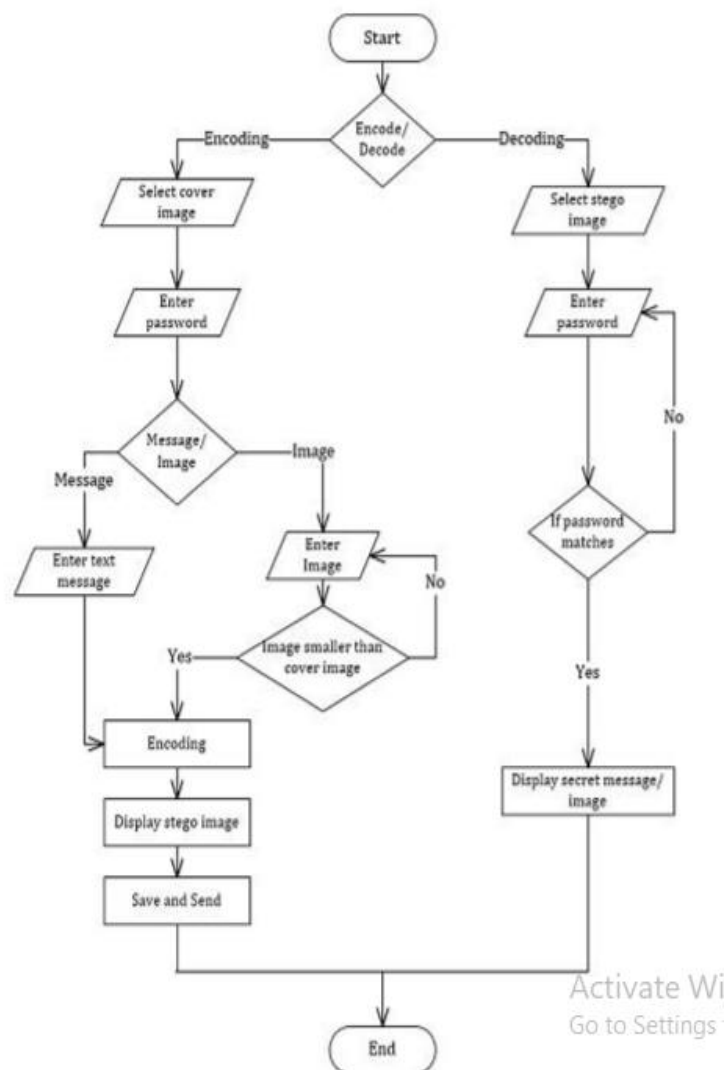 Start
Encode/
Decode
Encoding
Decoding
Select cover
image
Select stego
image
Enter
password
Enter
password
No
Message/
Image
Message
Image
If password
matches
Enter text
message
Enter
Image
No
Image smaller than
cover image
Yes
Yes
Encoding
Display secret message/
image
Display stego image
Save and Send
Activate Wi
Go to Settings
End